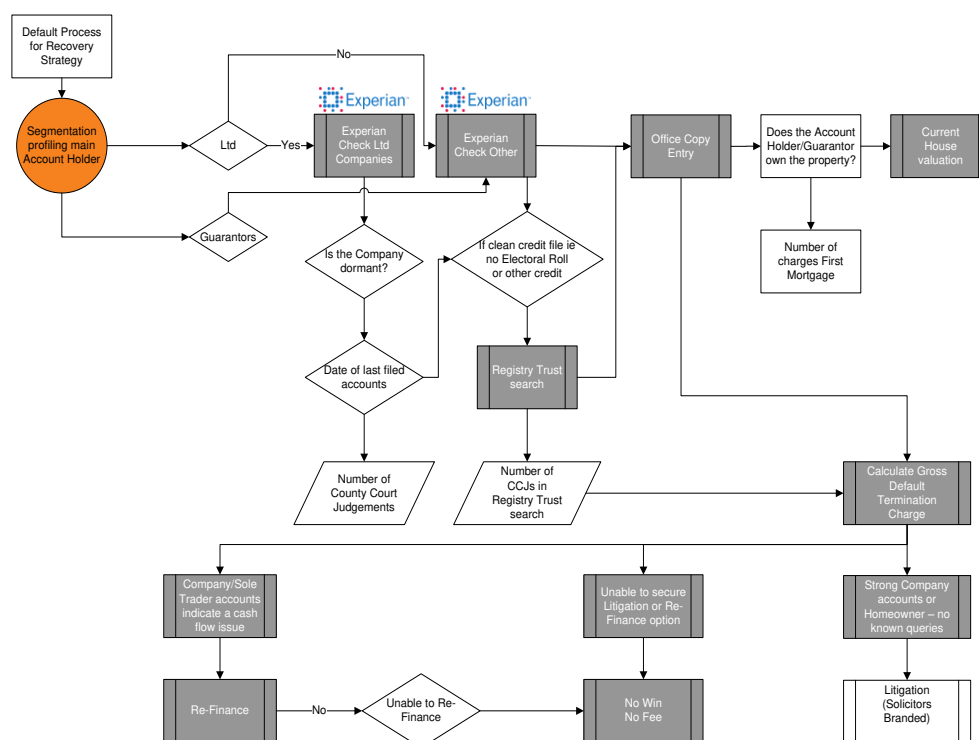 Default Process
for Recovery
Strategy
No
Experian
Experian
Segmentation
profiling main
Account Holder
Ltd
Yes
Experian
Check Ltd
Companies
Experian
Check Other
Office Copy
Entry
Does the Account
Holder/Guarantor
own the property?
Current
House
valuation
Guarantors
Is the Company
dormant?
If clean credit file ie
no Electoral Roll
or other credit
Number of
charges First
Mortgage
Date of last filed
accounts
Registry Trust
search
Number of
County Court
Judgements
Number of
CCJs in
Registry Trust
search
Calculate Gross
Default
Termination
Charge
Company/Sole
Trader accounts
indicate a cash
flow issue
Unable to secure
Litigation or Re-
Finance option
Strong Company
accounts or
Homeowner – no
known queries
Re-Finance
No
Unable to Re-
Finance
No Win
No Fee
Litigation
(Solicitors
Branded)